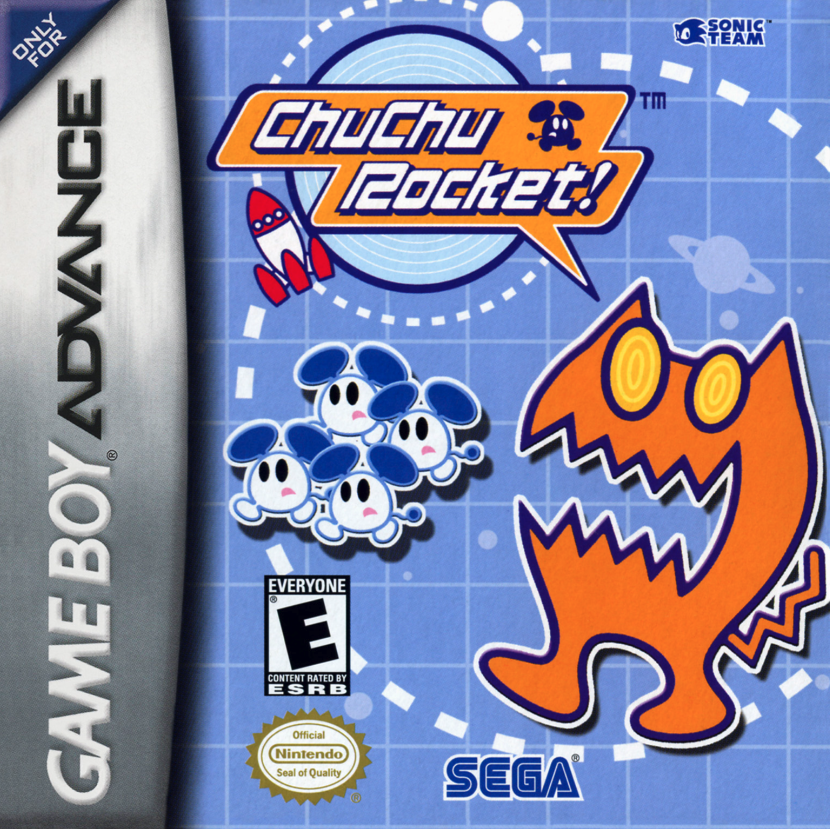 ONLY
FOR
GAME BOY ADVANCE
®
SONIC
TEAM™
ChuChu
Rocket!
TM
EVERYONE
®
E
CONTENT RATED BY
ESRB
Official
Nintendo
Seal of Quality
®
SEGA®